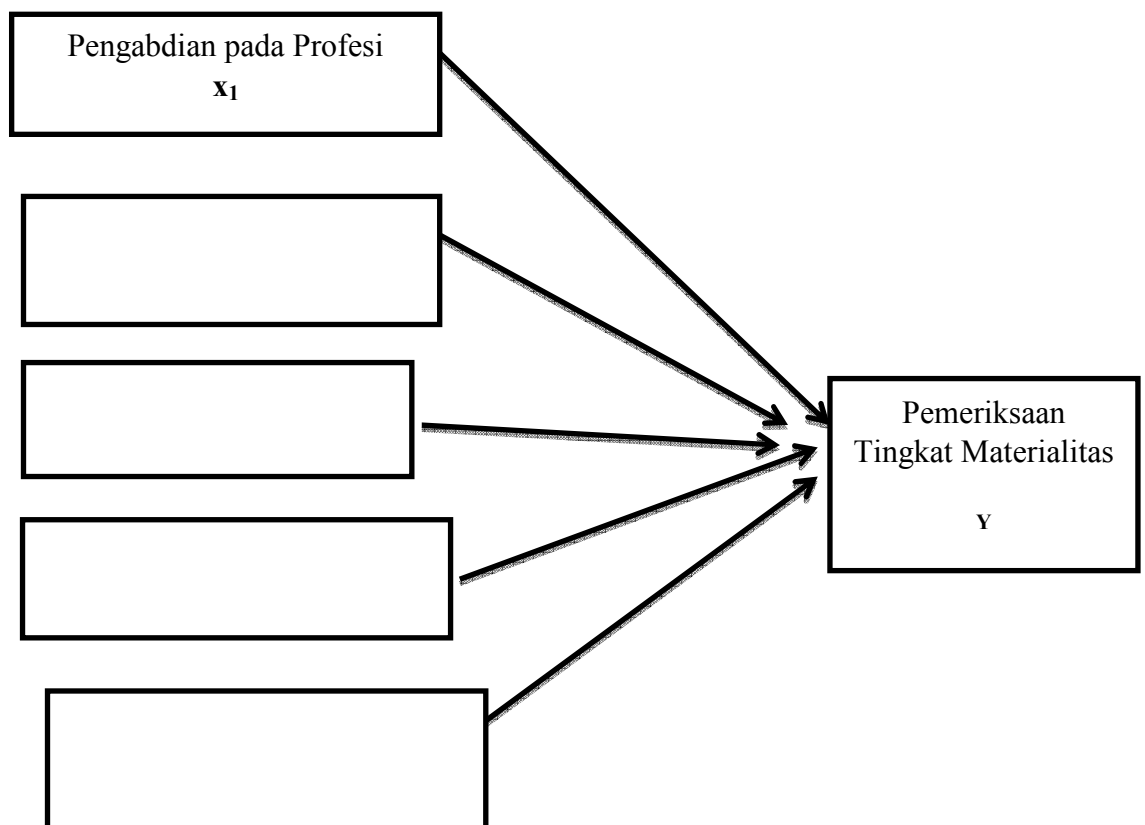 Pengabdian pada Profesi
x1
Pemeriksaan
Tingkat Materialitas
Y